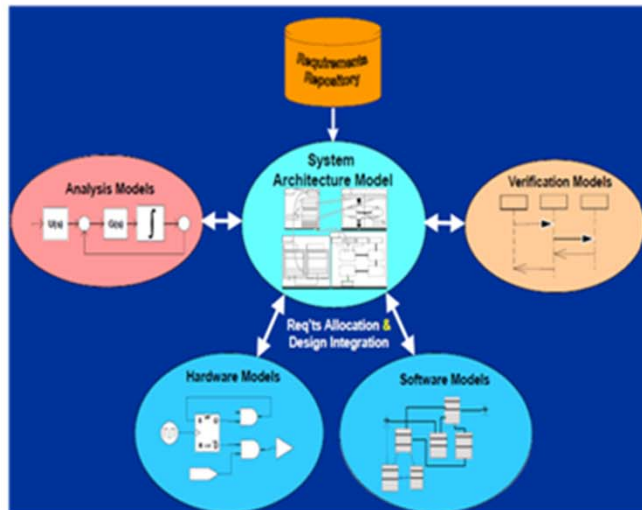 Requirements
Repository
System
Architecture Model
Analysis Models
U(s)
G(s)
∫
Verification Models
Req'ts Allocation &
Design Integration
Hardware Models
Software Models